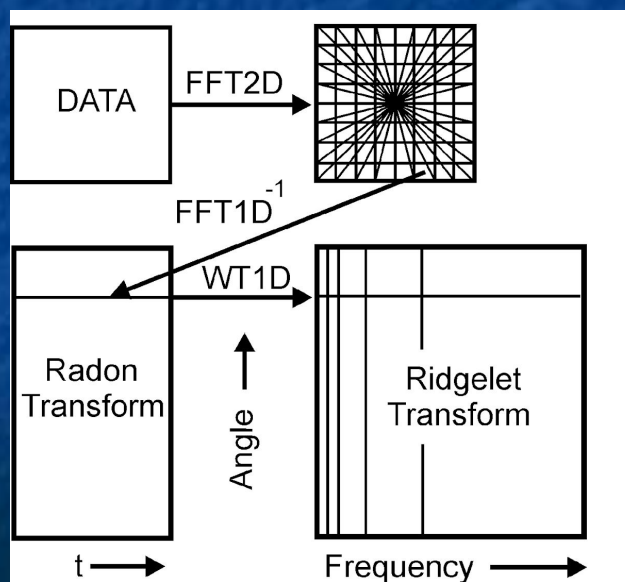 DATA
FFT2D
FFT1D-1
WT1D
Radon
Transform
Angle
Ridgelet
Transform
t
Frequency